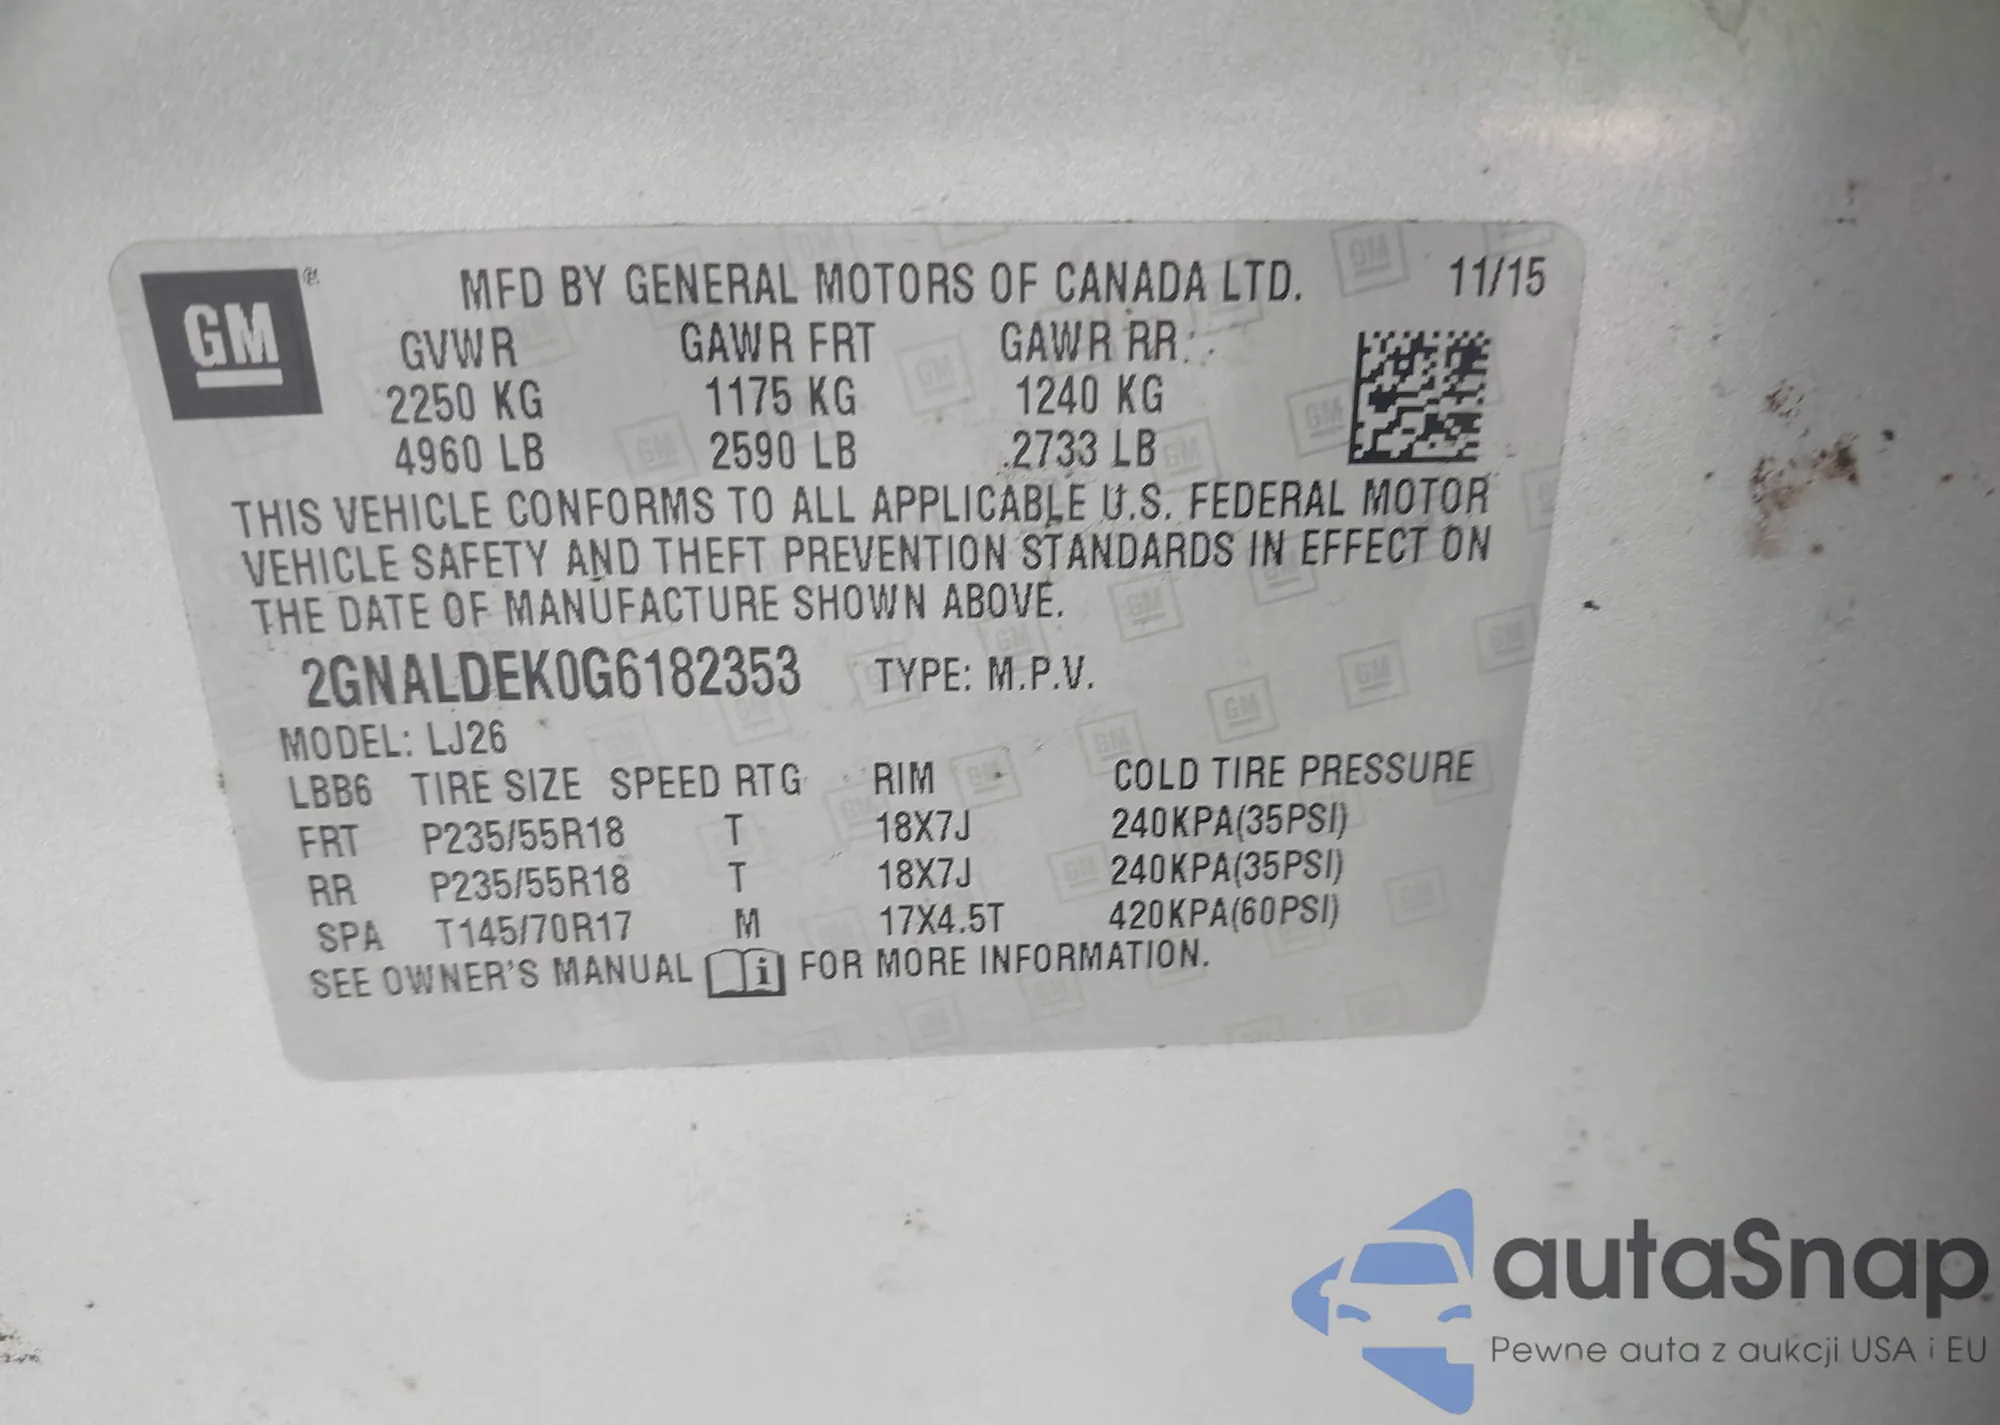 GM
MFD BY GENERAL MOTORS OF CANADA LTD. 11/15
GVWR GAWR FRT GAWR RR
2250 KG 1175 KG 1240 KG
4960 LB 2590 LB 2733 LB
THIS VEHICLE CONFORMS TO ALL APPLICABLE U.S. FEDERAL MOTOR
VEHICLE SAFETY AND THEFT PREVENTION STANDARDS IN EFFECT ON
THE DATE OF MANUFACTURE SHOWN ABOVE.
2GNALDEK0G6182353 TYPE: M.P.V.
MODEL: LJ26
LBB6 TIRE SIZE SPEED RTG RIM COLD TIRE PRESSURE
FRT P235/55R18 T 18X7J 240KPA(35PSI)
RR P235/55R18 T 18X7J 240KPA(35PSI)
SPA T145/70R17 M 17X4.5T 420KPA(60PSI)
SEE OWNER'S MANUAL i FOR MORE INFORMATION.
autaSnap
Pewne auta z aukcji USA i EU